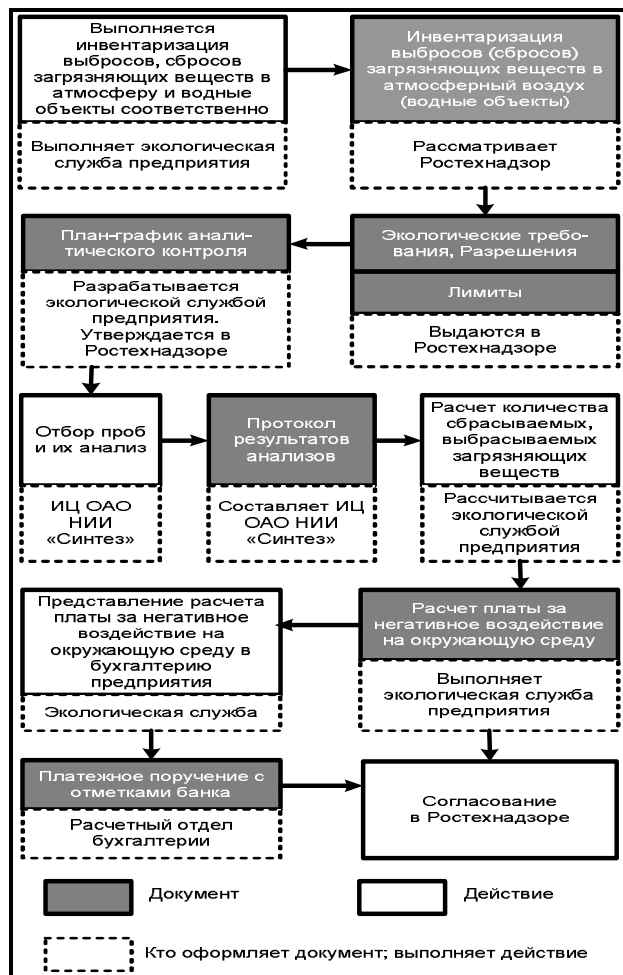 Выполняется
инвентаризация
выбросов, сбросов
загрязняющих веществ в
атмосферу и водные
объекты соответственно
Выполняет экологическая
служба предприятия
Инвентаризация
выбросов (сбросов)
загрязняющих веществ в
атмосферный воздух
(водные объекты)
Рассматривает
Ростехнадзор
Экологические требо-
вания, Разрешения
Лимиты
Выдаются в
Ростехнадзоре
План-график анали-
тического контроля
Разрабатывается
экологической службой
предприятия.
Утверждается в
Ростехнадзоре
Отбор проб
и их анализ
ИЦ ОАО
НИИ
«Синтез»
Протокол
результатов
анализов
Составляет ИЦ
ОАО НИИ
«Синтез»
Расчет количества
сбрасываемых,
выбрасываемых
загрязняющих
веществ
Рассчитывается
экологической
службой
предприятия
Расчет платы за
негативное воздействие
на окружающую среду
Выполняет
экологическая служба
предприятия
Представление расчета
платы за негативное
воздействие на
окружающую среду в
бухгалтерию
предприятия
Экологическая служба
Платежное поручение с
отметками банка
Расчетный отдел
бухгалтерии
Согласование
в Ростехнадзоре
Документ
Действие
Кто оформляет документ; выполняет действие